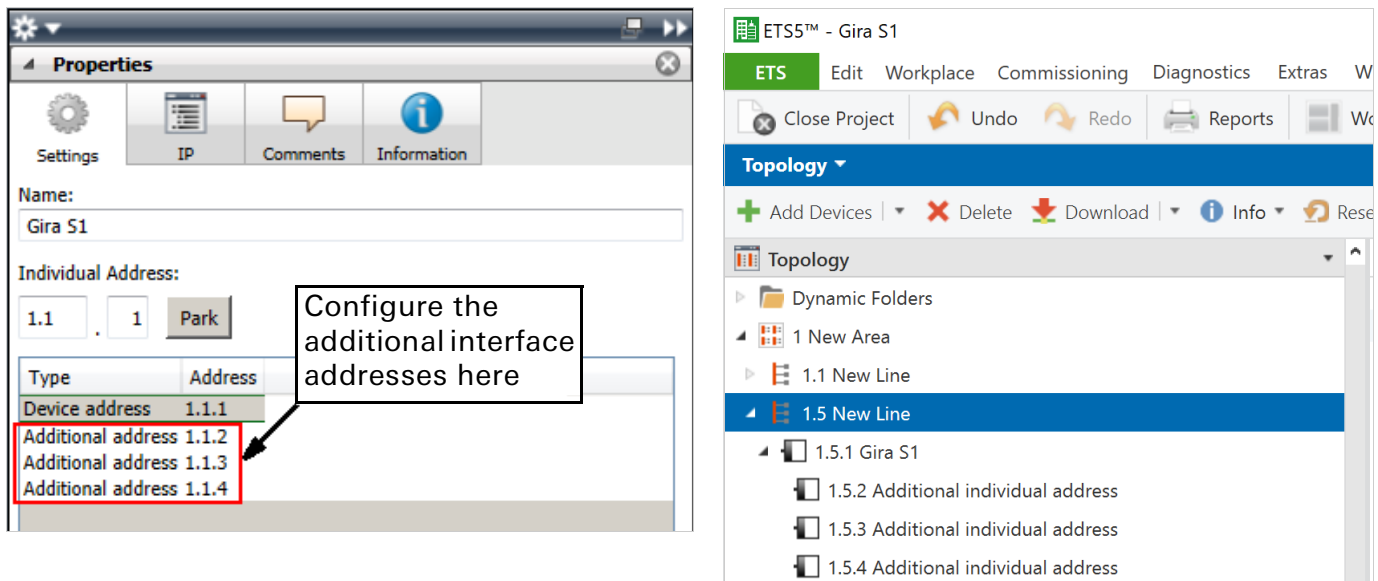 Properties
Settings IP Comments Information
Name:
Gira S1
Individual Address:
1.1 . 1 Park
Configure the
additional interface
addresses here
Type Address
Device address 1.1.1
Additional address 1.1.2
Additional address 1.1.3
Additional address 1.1.4
ETS5™ - Gira S1
ETS Edit Workplace Commissioning Diagnostics Extras W
Close Project Undo Redo Reports Wo
Topology
Add Devices Delete Download Info Rese
Topology
Dynamic Folders
1 New Area
1.1 New Line
1.5 New Line
1.5.1 Gira S1
1.5.2 Additional individual address
1.5.3 Additional individual address
1.5.4 Additional individual address